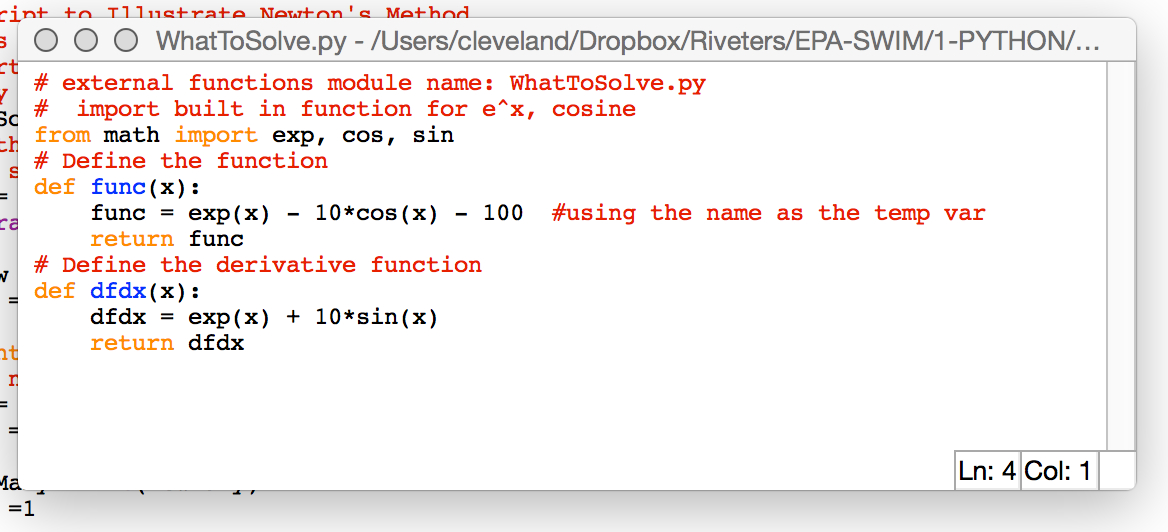 cript to Illustrate Newton's Method
WhatToSolve.py - /Users/cleveland/Dropbox/Riveters/EPA-SWIM/1-PYTHON/...
# external functions module name: WhatToSolve.py
#  import built in function for e^x, cosine
from math import exp, cos, sin
# Define the function
def func(x):
    func = exp(x) - 10*cos(x) - 100  #using the name as the temp var
    return func
# Define the derivative function
def dfdx(x):
    dfdx = exp(x) + 10*sin(x)
    return dfdx
Ln: 4 Col: 1
=1